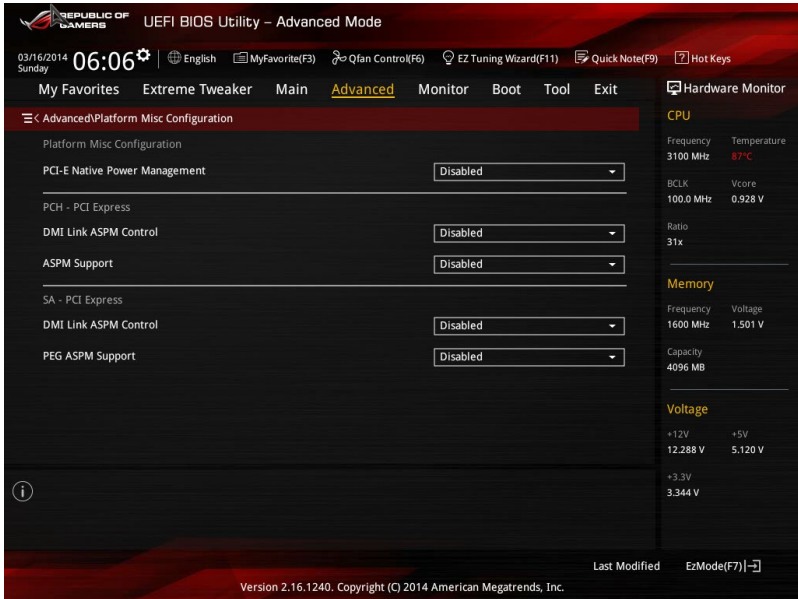 REPUBLIC OF GAMERS
UEFI BIOS Utility – Advanced Mode
03/16/2014
Sunday
06:06
English
MyFavorite(F3)
Qfan Control(F6)
EZ Tuning Wizard(F11)
Quick Note(F9)
? Hot Keys
My Favorites
Extreme Tweaker
Main
Advanced
Monitor
Boot
Tool
Exit
< Advanced\Platform Misc Configuration
Platform Misc Configuration
PCI-E Native Power Management Disabled
PCH - PCI Express
DMI Link ASPM Control Disabled
ASPM Support Disabled
SA - PCI Express
DMI Link ASPM Control Disabled
PEG ASPM Support Disabled
Hardware Monitor
CPU
Frequency Temperature
3100 MHz 87°C
BCLK Vcore
100.0 MHz 0.928 V
Ratio
31x
Memory
Frequency Voltage
1600 MHz 1.501 V
Capacity
4096 MB
Voltage
+12V +5V
12.288 V 5.120 V
+3.3V
3.344 V
i
Last Modified
EzMode(F7)
Version 2.16.1240. Copyright (C) 2014 American Megatrends, Inc.